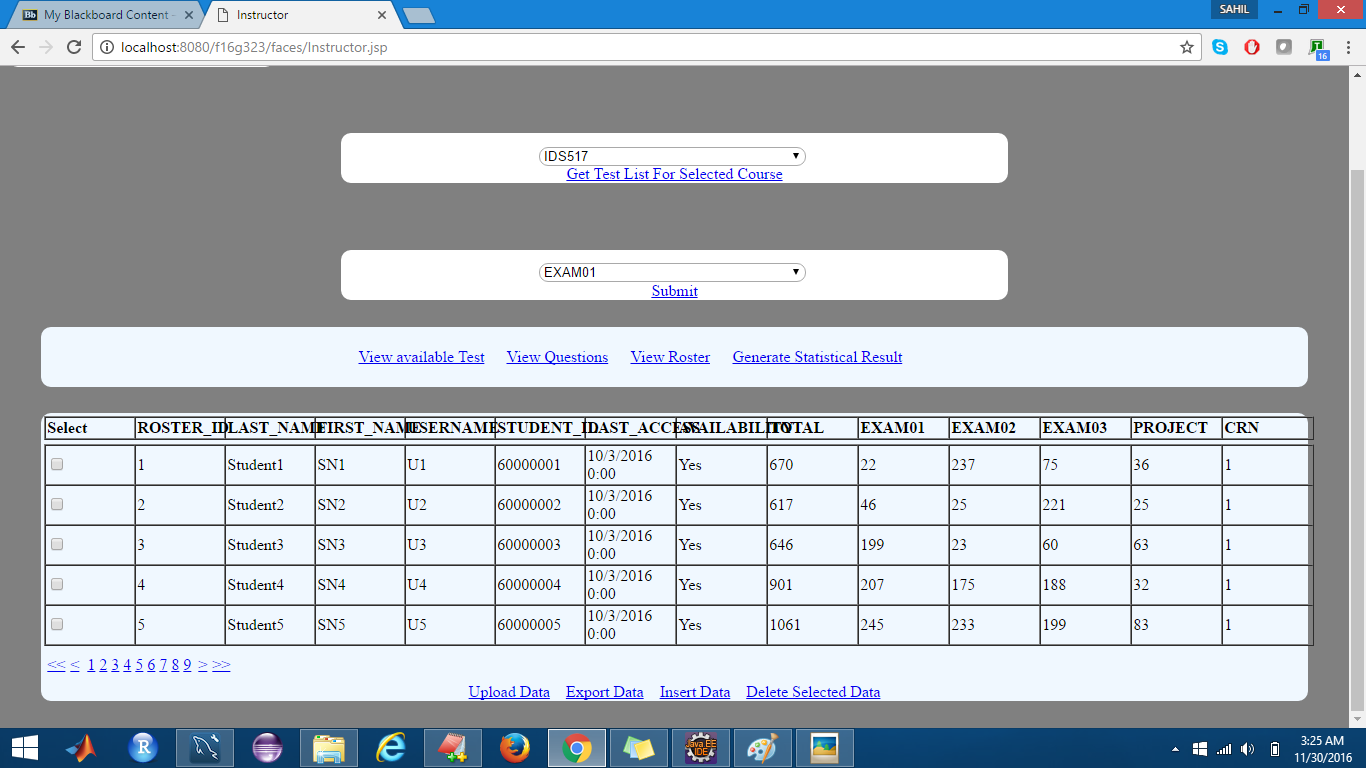 My Blackboard Content -
Instructor
SAHIL
localhost:8080/f16g323/faces/Instructor.jsp
16
IDS517
Get Test List For Selected Course
EXAM01
Submit
View available Test View Questions View Roster Generate Statistical Result
Select ROSTER_ID LAST_NAME FIRST_NAME USERNAME STUDENT_ID LAST_ACCESS AVAILABILITY TOTAL EXAM01 EXAM02 EXAM03 PROJECT CRN
1 Student1 SN1 U1 60000001 10/3/2016 0:00 Yes 670 22 237 75 36 1
2 Student2 SN2 U2 60000002 10/3/2016 0:00 Yes 617 46 25 221 25 1
3 Student3 SN3 U3 60000003 10/3/2016 0:00 Yes 646 199 23 60 63 1
4 Student4 SN4 U4 60000004 10/3/2016 0:00 Yes 901 207 175 188 32 1
5 Student5 SN5 U5 60000005 10/3/2016 0:00 Yes 1061 245 233 199 83 1
<< < 1 2 3 4 5 6 7 8 9 > >>
Upload Data Export Data Insert Data Delete Selected Data
Java EE
IDE
3:25 AM
11/30/2016